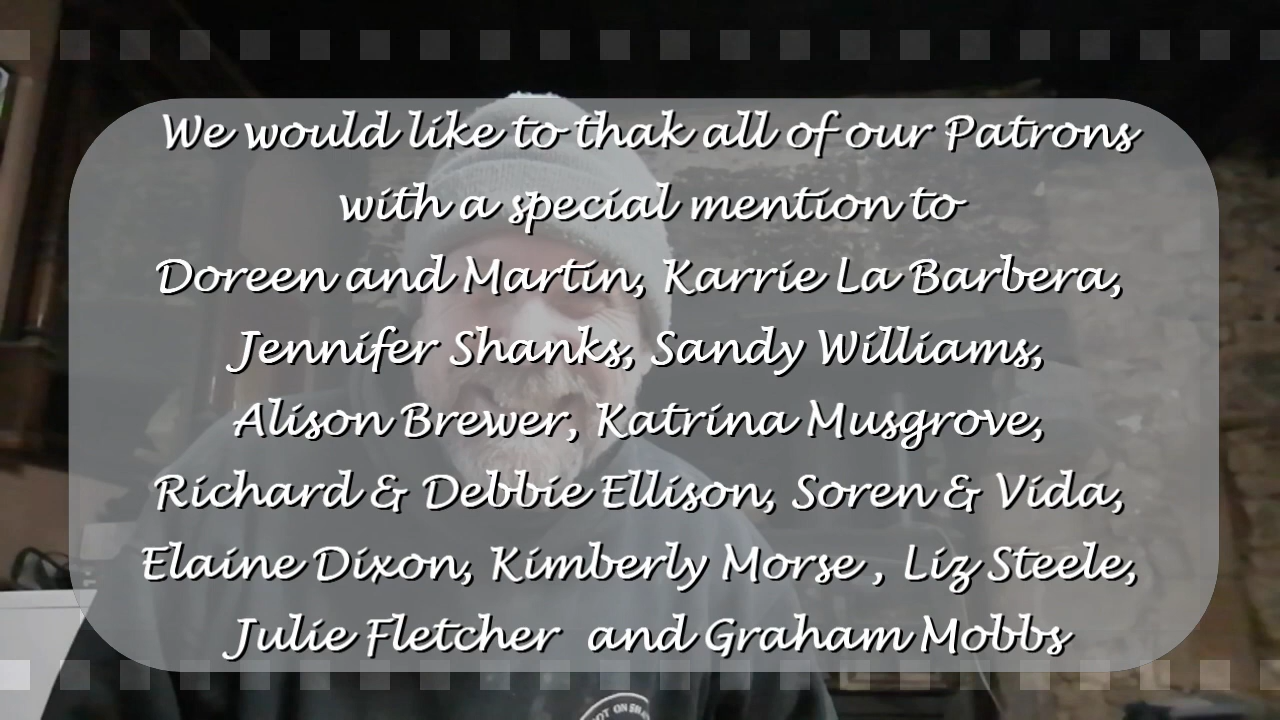 We would like to thak all of our Patrons
with a special mention to
Doreen and Martin, Karrie La Barbera,
Jennifer Shanks, Sandy Williams,
Alison Brewer, Katrina Musgrove,
Richard & Debbie Ellison, Soren & Vida,
Elaine Dixon, Kimberly Morse , Liz Steele,
Julie Fletcher and Graham Mobbs